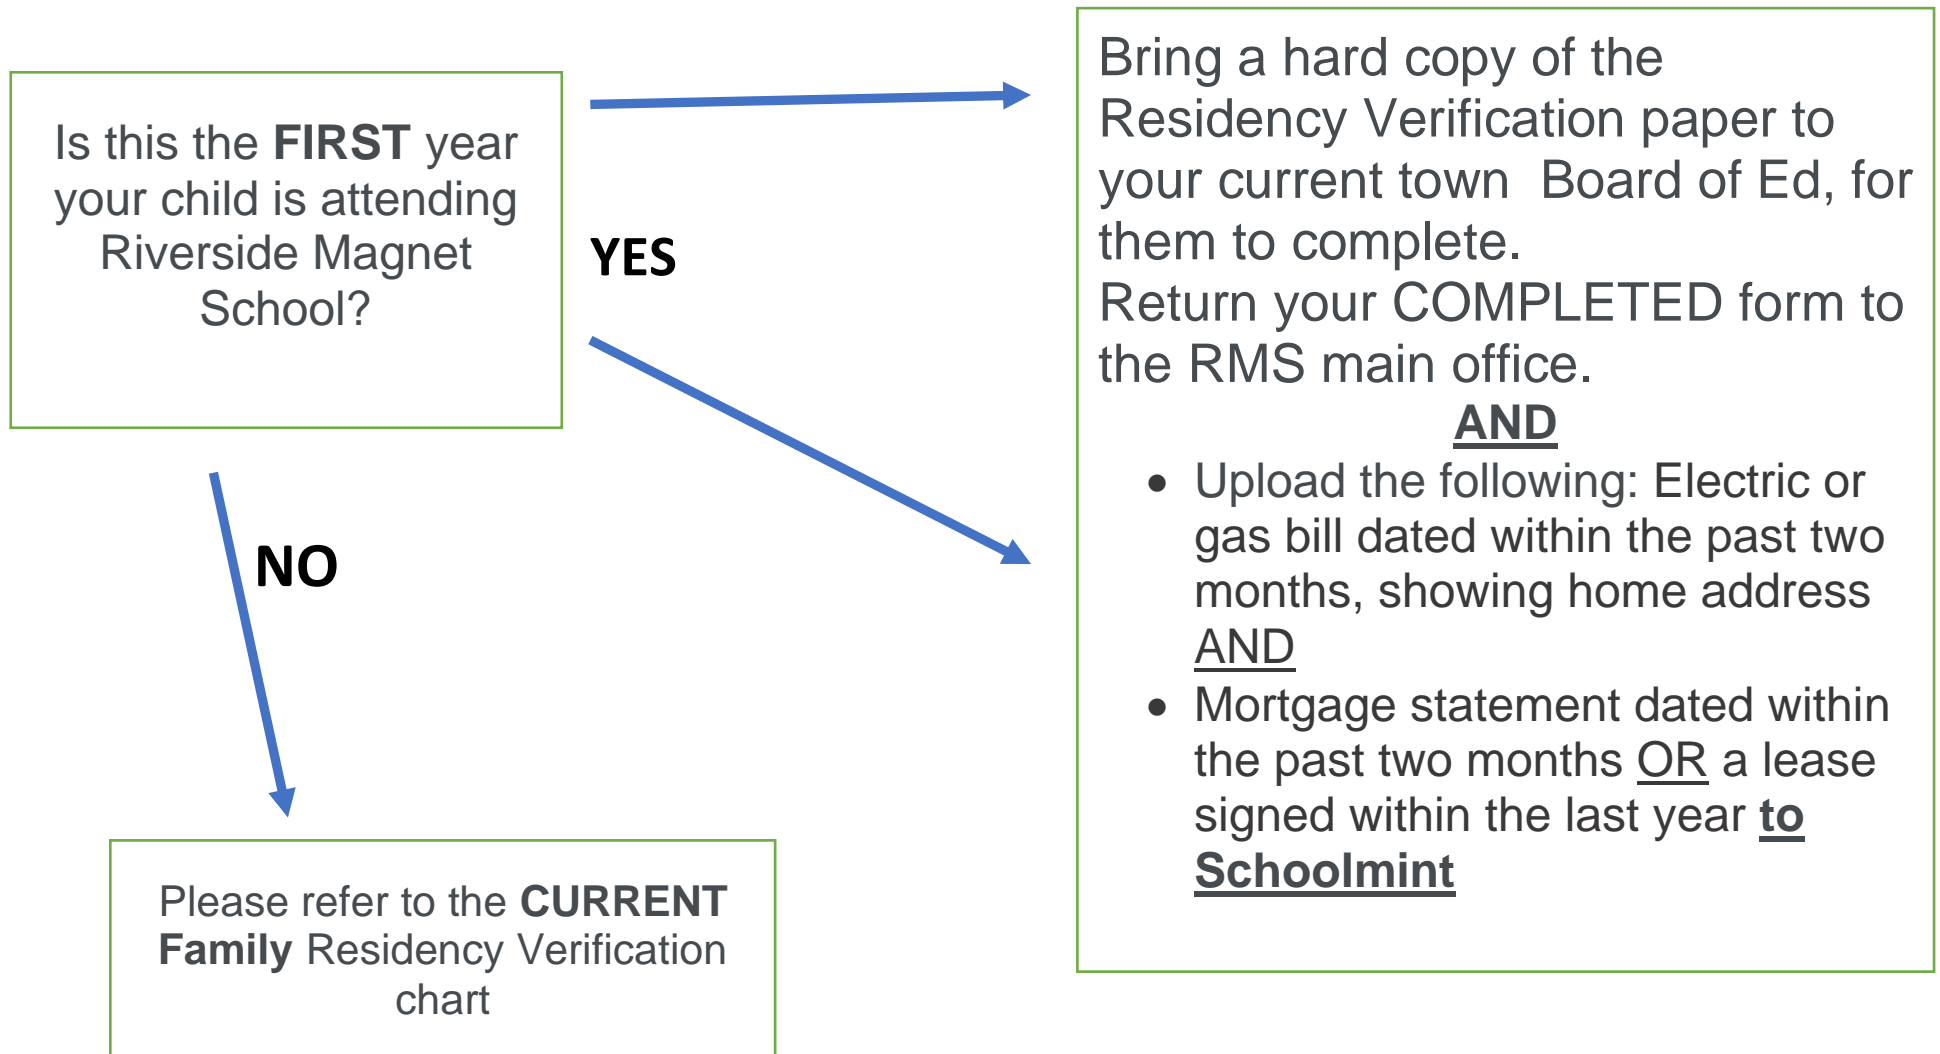 Is this the FIRST year
your child is attending
Riverside Magnet
School?
YES
NO
Please refer to the CURRENT
Family Residency Verification
chart
Bring a hard copy of the
Residency Verification paper to
your current town  Board of Ed, for
them to complete.
Return your COMPLETED form to
the RMS main office.
AND
• Upload the following: Electric or
gas bill dated within the past two
months, showing home address
AND
• Mortgage statement dated within
the past two months OR a lease
signed within the last year to
Schoolmint